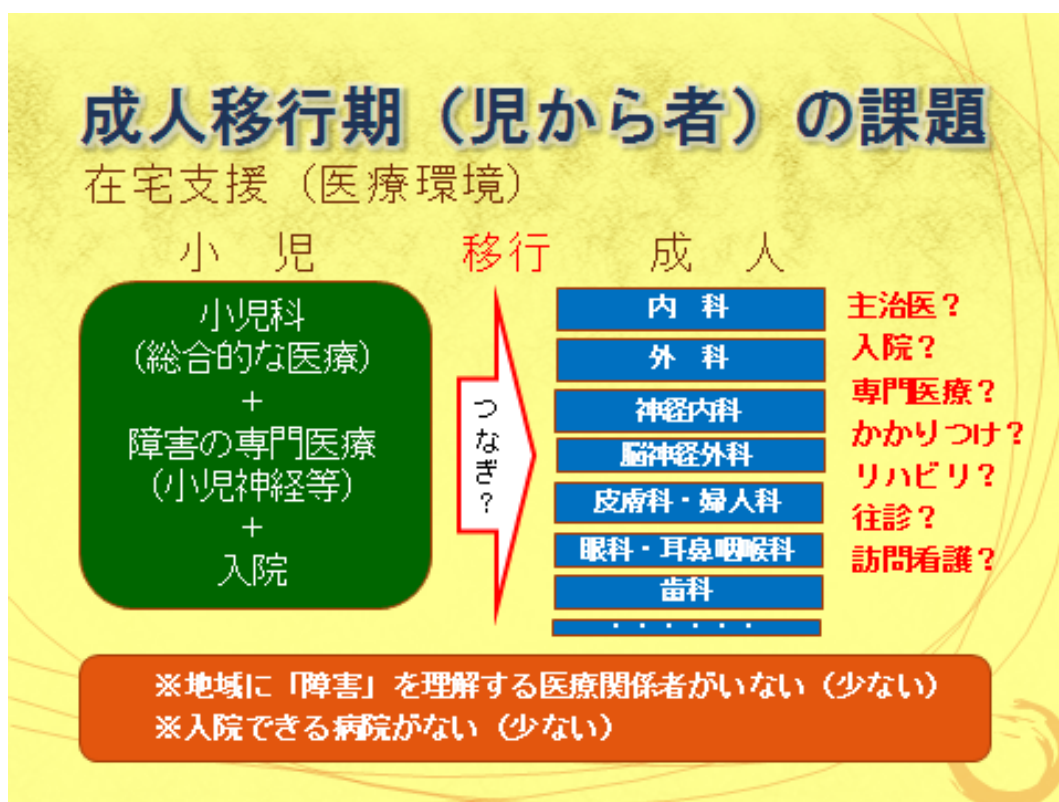 成人移行期(児から者)の課題
在宅支援(医療環境)
小 児
移行
成 人
小児科
(総合的な医療)
+
障害の専門医療
(小児神経等)
+
入院
つなぎ?
内 科
外 科
神経内科
脳神経外科
皮膚科・婦人科
眼科・耳鼻咽喉科
歯科
・・・・・・
主治医?
入院?
専門医療?
かかりつけ?
リハビリ?
往診?
訪問看護?
※地域に「障害」を理解する医療関係者がいない(少ない)
※入院できる病院がない(少ない)